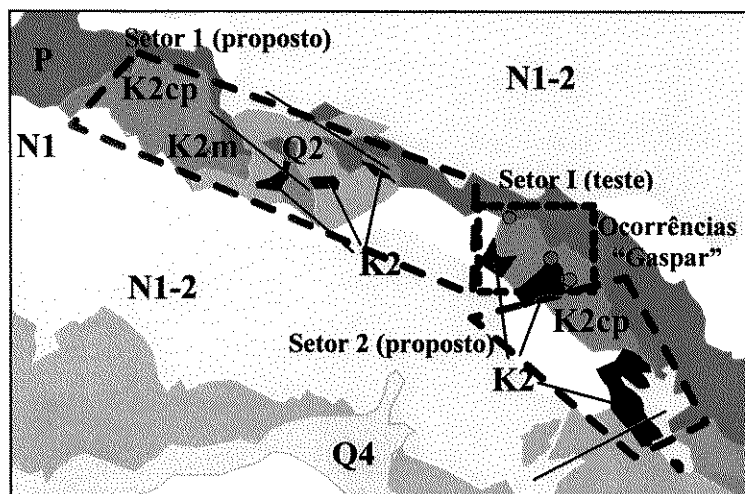 Setor 1 (proposto)
P
K2cp
N1-2
N1
K2m
Q2
Setor I (teste)
Ocorrências
"Gaspar"
K2
N1-2
K2cp
Setor 2 (proposto)
K2
Q4